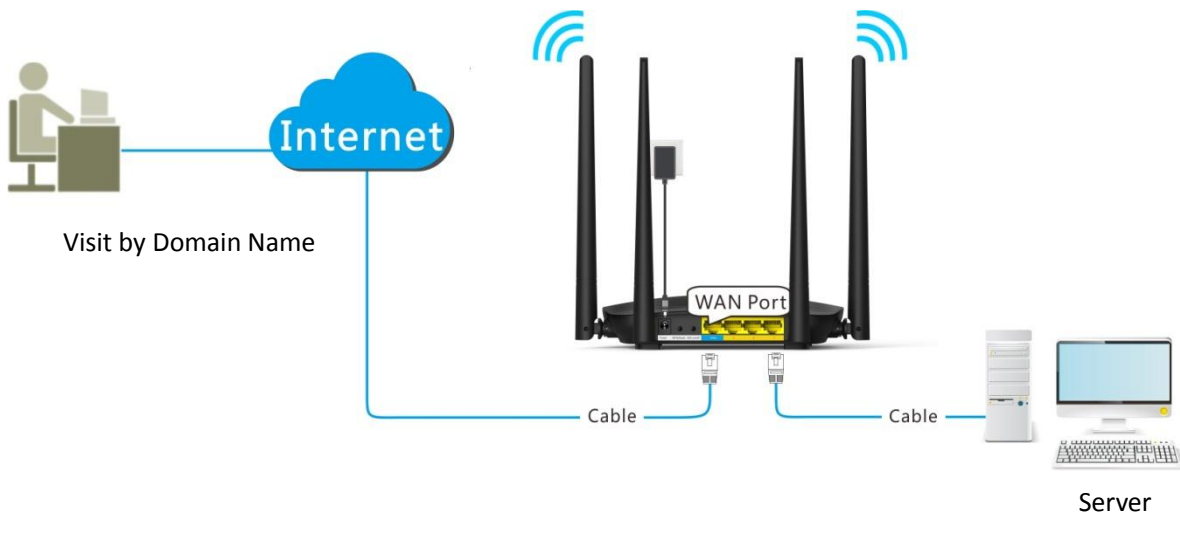 Internet
Visit by Domain Name
WAN Port
Cable
Cable
Server